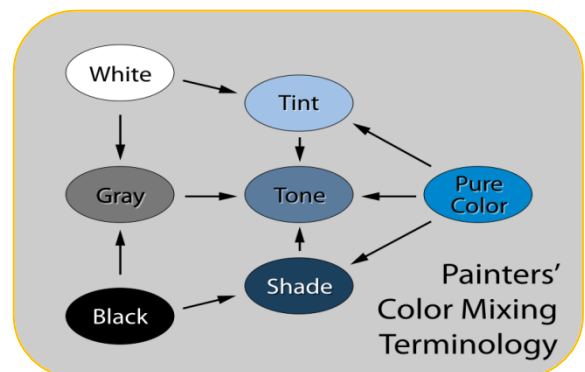 White
Tint
Gray
Tone
Pure
Color
Black
Shade
Painters'
Color Mixing
Terminology